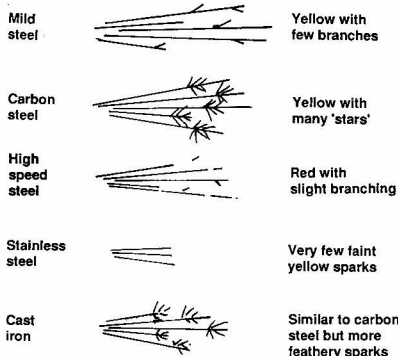 Mild
steel
Yellow with
few branches
Carbon
steel
Yellow with
many 'stars'
High
speed
steel
Red with
slight branching
Stainless
steel
Very few faint
yellow sparks
Cast
iron
Similar to carbon
steel but more
feathery sparks